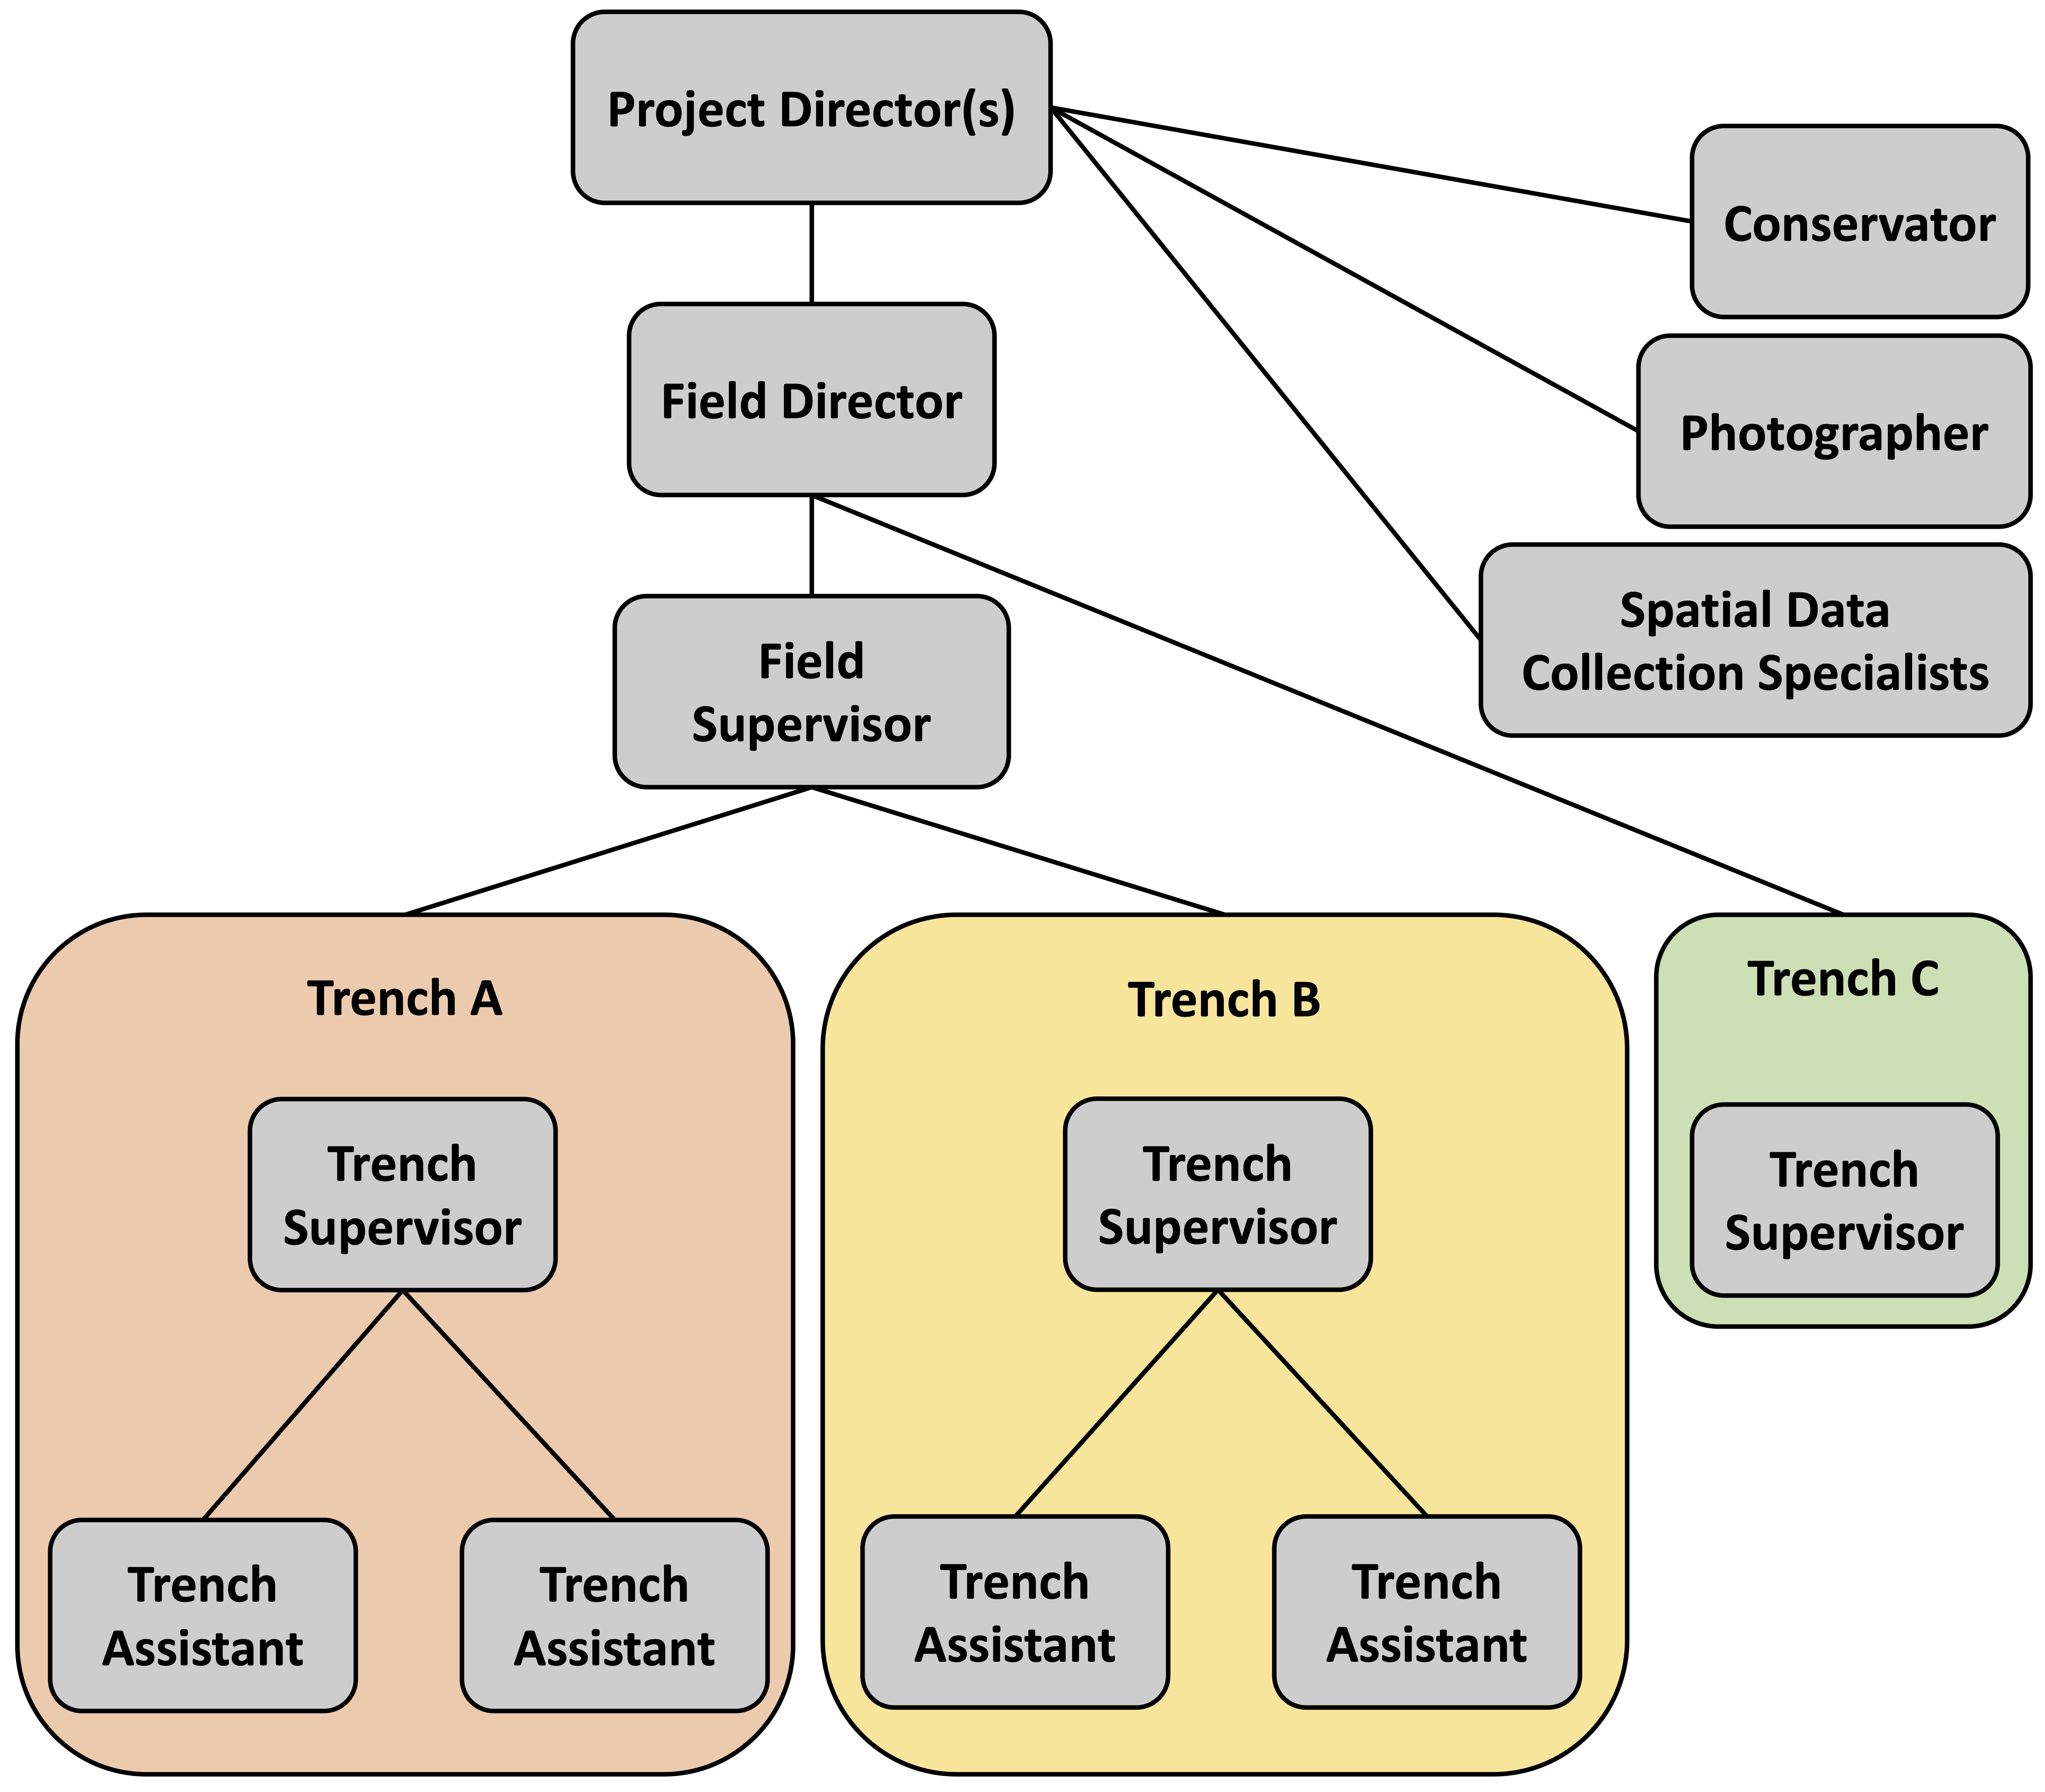 Project Director(s)
Conservator
Field Director
Photographer
Spatial Data
Collection Specialists
Field
Supervisor
Trench A
Trench
Supervisor
Trench
Assistant
Trench
Assistant
Trench B
Trench
Supervisor
Trench
Assistant
Trench
Assistant
Trench C
Trench
Supervisor